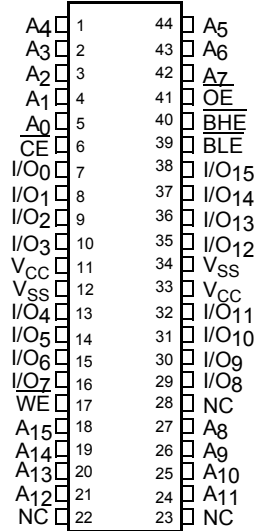 A4 1 44 A5
A3 2 43 A6
A2 3 42 A7
A1 4 41 OE
A0 5 40 BHE
CE 6 39 BLE
I/O0 7 38 I/O15
I/O1 8 37 I/O14
I/O2 9 36 I/O13
I/O3 10 35 I/O12
VCC 11 34 VSS
VSS 12 33 VCC
I/O4 13 32 I/O11
I/O5 14 31 I/O10
I/O6 15 30 I/O9
I/O7 16 29 I/O8
WE 17 28 NC
A15 18 27 A8
A14 19 26 A9
A13 20 25 A10
A12 21 24 A11
NC 22 23 NC